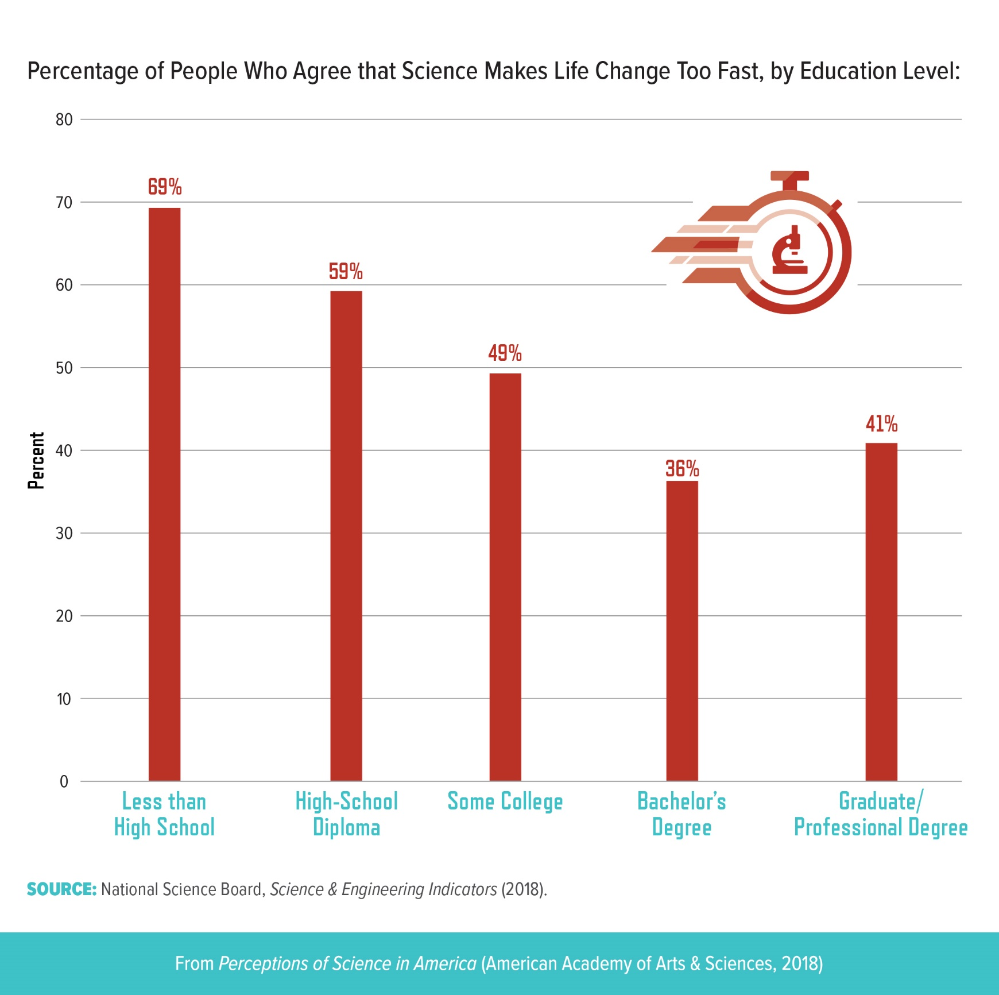 Percentage of People Who Agree that Science Makes Life Change Too Fast, by Education Level:
80
70
60
50
40
30
20
10
0
Percent
69%
59%
49%
36%
41%
Less than
High School
High-School
Diploma
Some College
Bachelor’s
Degree
Graduate/
Professional Degree
SOURCE: National Science Board, Science & Engineering Indicators (2018).
From Perceptions of Science in America (American Academy of Arts & Sciences, 2018)